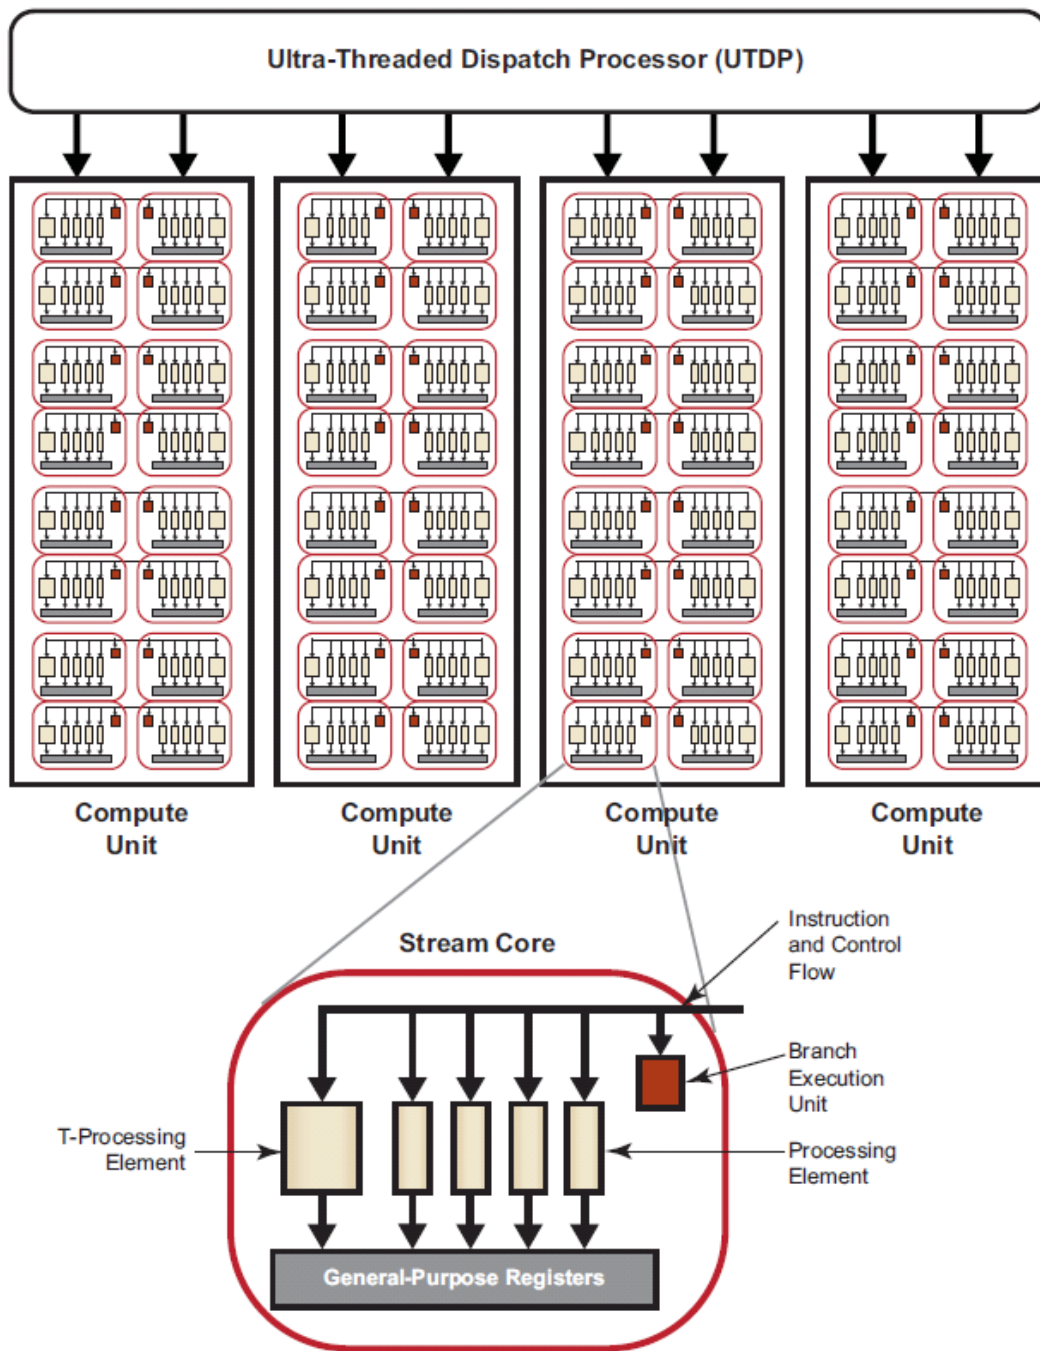 Ultra-Threaded Dispatch Processor (UTDP)
Compute
Unit
Compute
Unit
Compute
Unit
Compute
Unit
Stream Core
Instruction
and Control
Flow
Branch
Execution
Unit
T-Processing
Element
Processing
Element
General-Purpose Registers